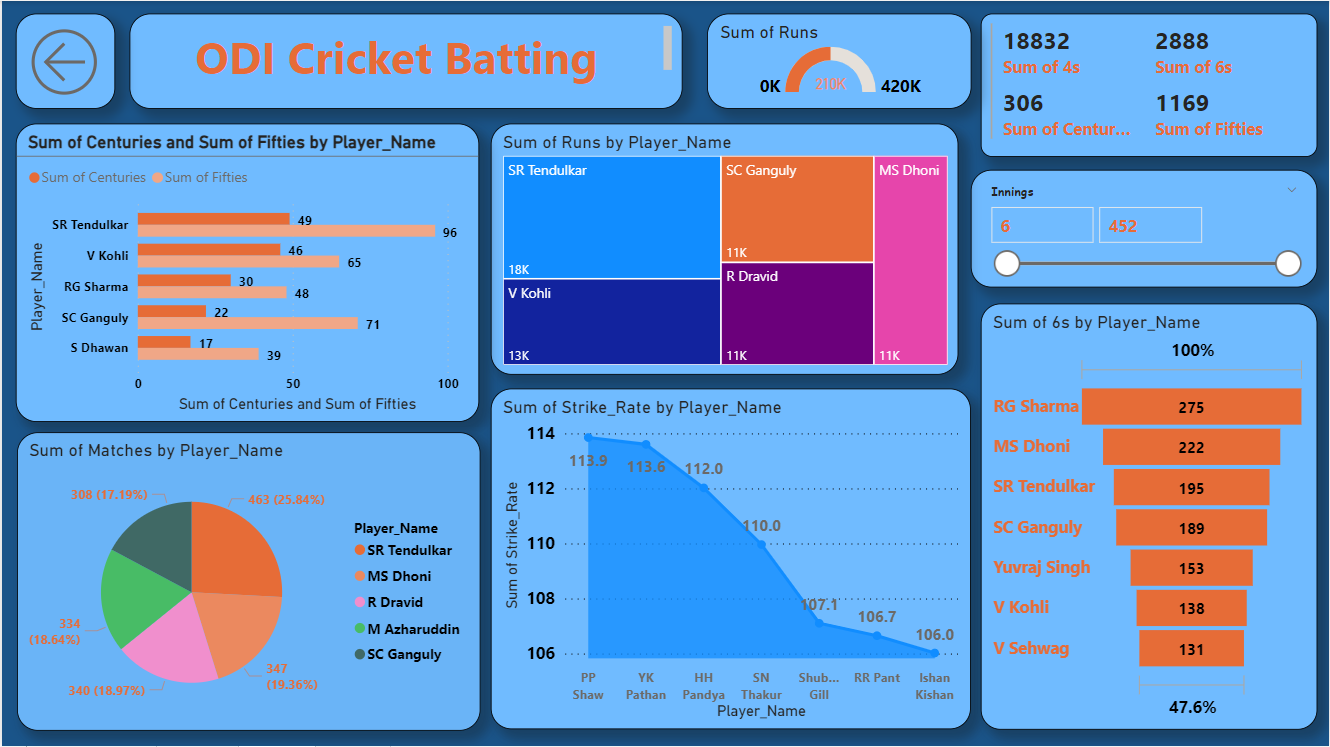 ODI Cricket Batting
Sum of Runs
0K
210K
420K
18832
Sum of 4s
2888
Sum of 6s
306
Sum of Centur...
1169
Sum of Fifties
Sum of Centuries and Sum of Fifties by Player_Name
Sum of Centuries
Sum of Fifties
Player_Name
SR Tendulkar
49
96
V Kohli
46
65
RG Sharma
30
48
SC Ganguly
22
71
S Dhawan
17
39
0
50
100
Sum of Centuries and Sum of Fifties
Sum of Runs by Player_Name
SR Tendulkar
18K
V Kohli
13K
SC Ganguly
11K
R Dravid
11K
MS Dhoni
11K
Innings
6
452
Sum of Matches by Player_Name
308 (17.19%)
463 (25.84%)
334
(18.64%)
340 (18.97%)
347
(19.36%)
Player_Name
SR Tendulkar
MS Dhoni
R Dravid
M Azharuddin
SC Ganguly
Sum of Strike_Rate by Player_Name
Sum of Strike_Rate
114
112
110
108
106
113.9
113.6
112.0
110.0
107.1
106.7
106.0
PP
Shaw
YK
Pathan
HH
Pandya
SN
Thakur
Shub...
Gill
RR Pant
Ishan
Kishan
Player_Name
Sum of 6s by Player_Name
100%
RG Sharma
275
MS Dhoni
222
SR Tendulkar
195
SC Ganguly
189
Yuvraj Singh
153
V Kohli
138
V Sehwag
131
47.6%